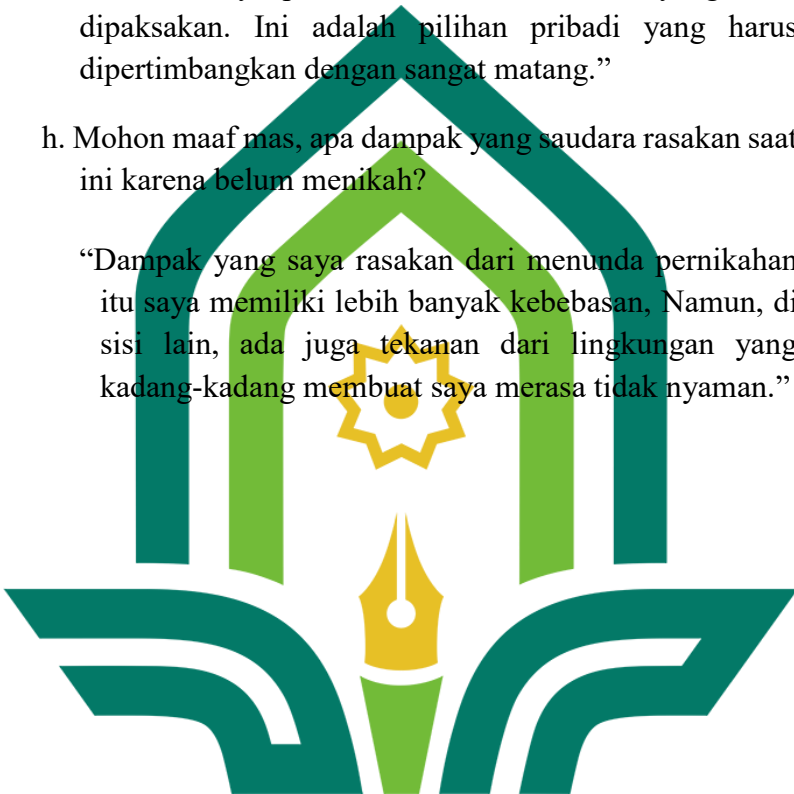 dipaksakan. Ini adalah pilihan pribadi yang harus
dipertimbangkan dengan sangat matang.”
h. Mohon maaf mas, apa dampak yang saudara rasakan saat
ini karena belum menikah?
“Dampak yang saya rasakan dari menunda pernikahan
itu saya memiliki lebih banyak kebebasan, Namun, di
sisi lain, ada juga tekanan dari lingkungan yang
kadang-kadang membuat saya merasa tidak nyaman.”